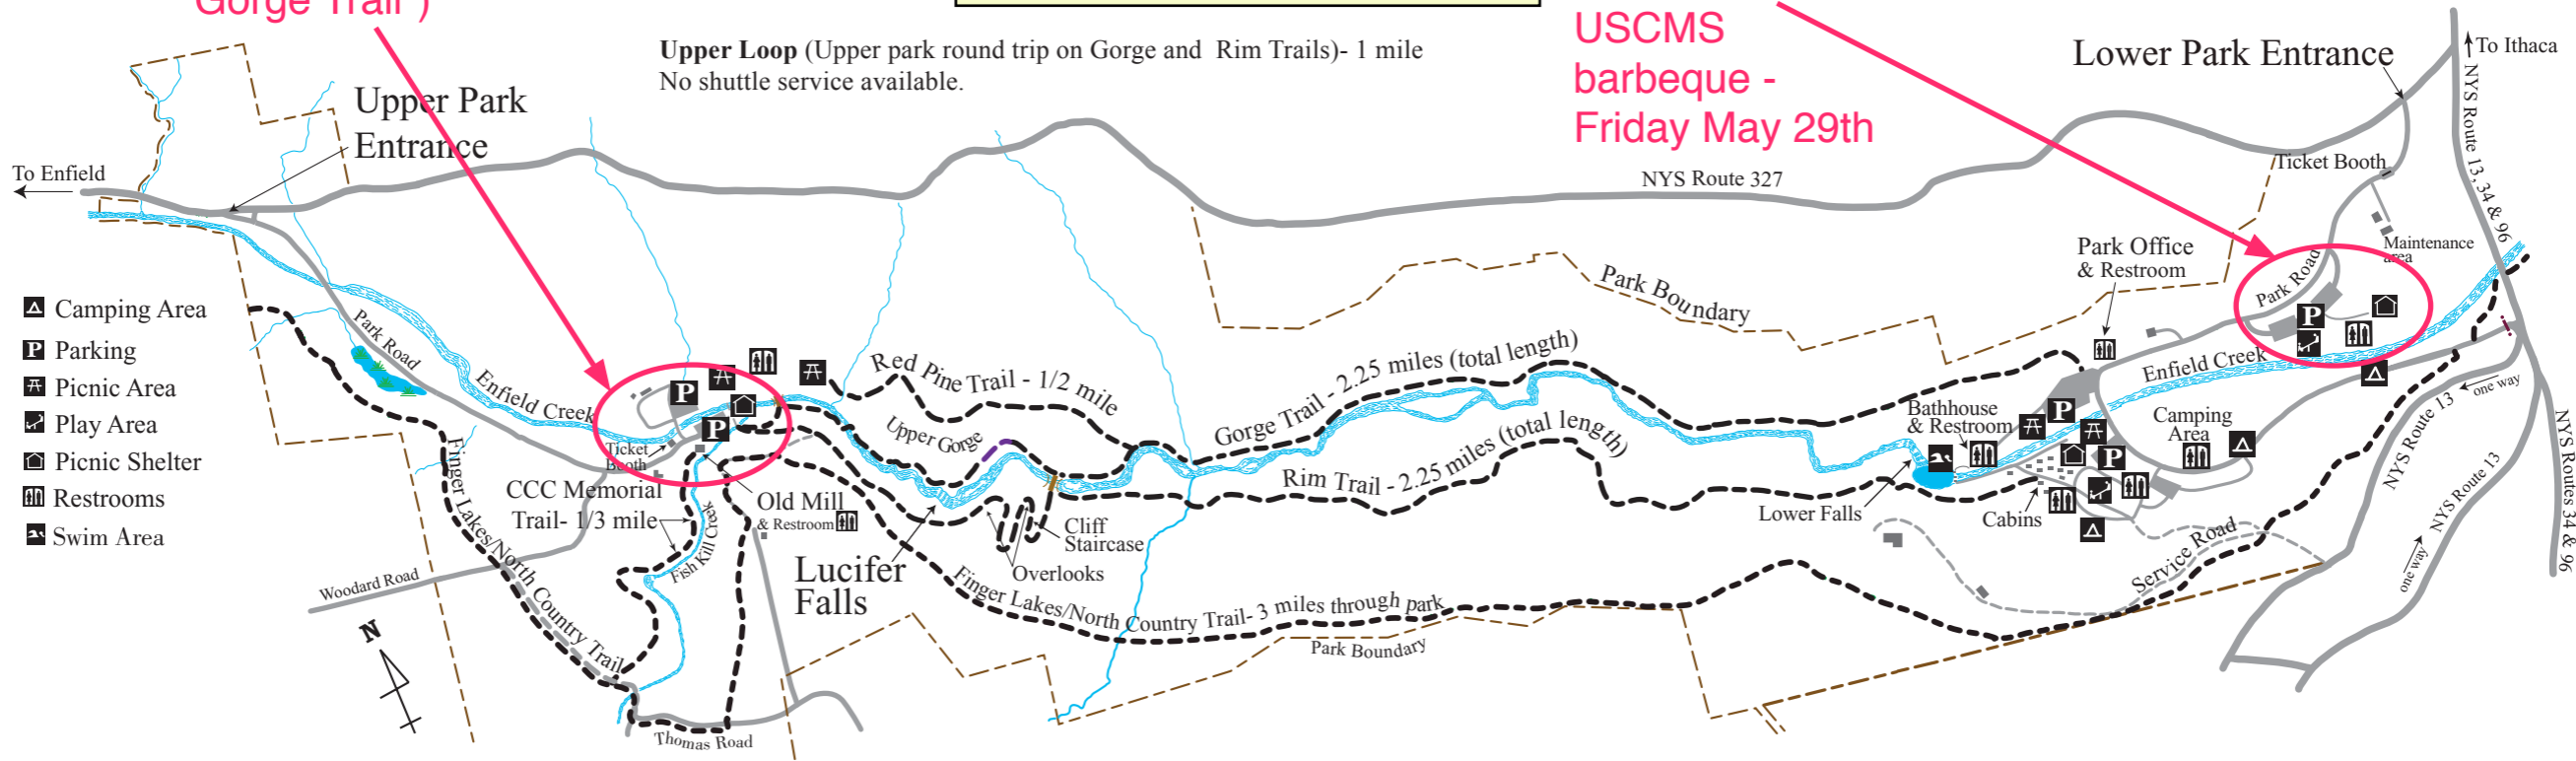 Gorge Trail")
Upper Loop (Upper park round trip on Gorge and Rim Trails)- 1 mile
No shuttle service available.
USCMS
barbeque -
Friday May 29th
Lower Park Entrance
To Ithaca
NYS Route 13, 34 & 96
Upper Park
Entrance
To Enfield
NYS Route 327
Ticket Booth
Maintenance
area
Park Office
& Restroom
Park Road
Park Boundary
Camping Area
Parking
Picnic Area
Play Area
Picnic Shelter
Restrooms
Swim Area
Park Road
Enfield Creek
P
P
Ticket
Booth
Red Pine Trail - 1/2 mile
Upper Gorge
Gorge Trail - 2.25 miles (total length)
Rim Trail - 2.25 miles (total length)
P
Enfield Creek
one way
NYS Route 13
Bathhouse
& Restroom
P
Camping
Area
P
Lower Falls
Cabins
NYS Route 13
one way
NYS Routes 34 & 96
Service Road
CCC Memorial
Trail- 1/3 mile
Fish Kill Creek
Old Mill
& Restroom
Lucifer
Falls
Cliff
Staircase
Overlooks
Finger Lakes/North Country Trail
Finger Lakes/North Country Trail- 3 miles through park
Park Boundary
Woodard Road
N
Thomas Road
P